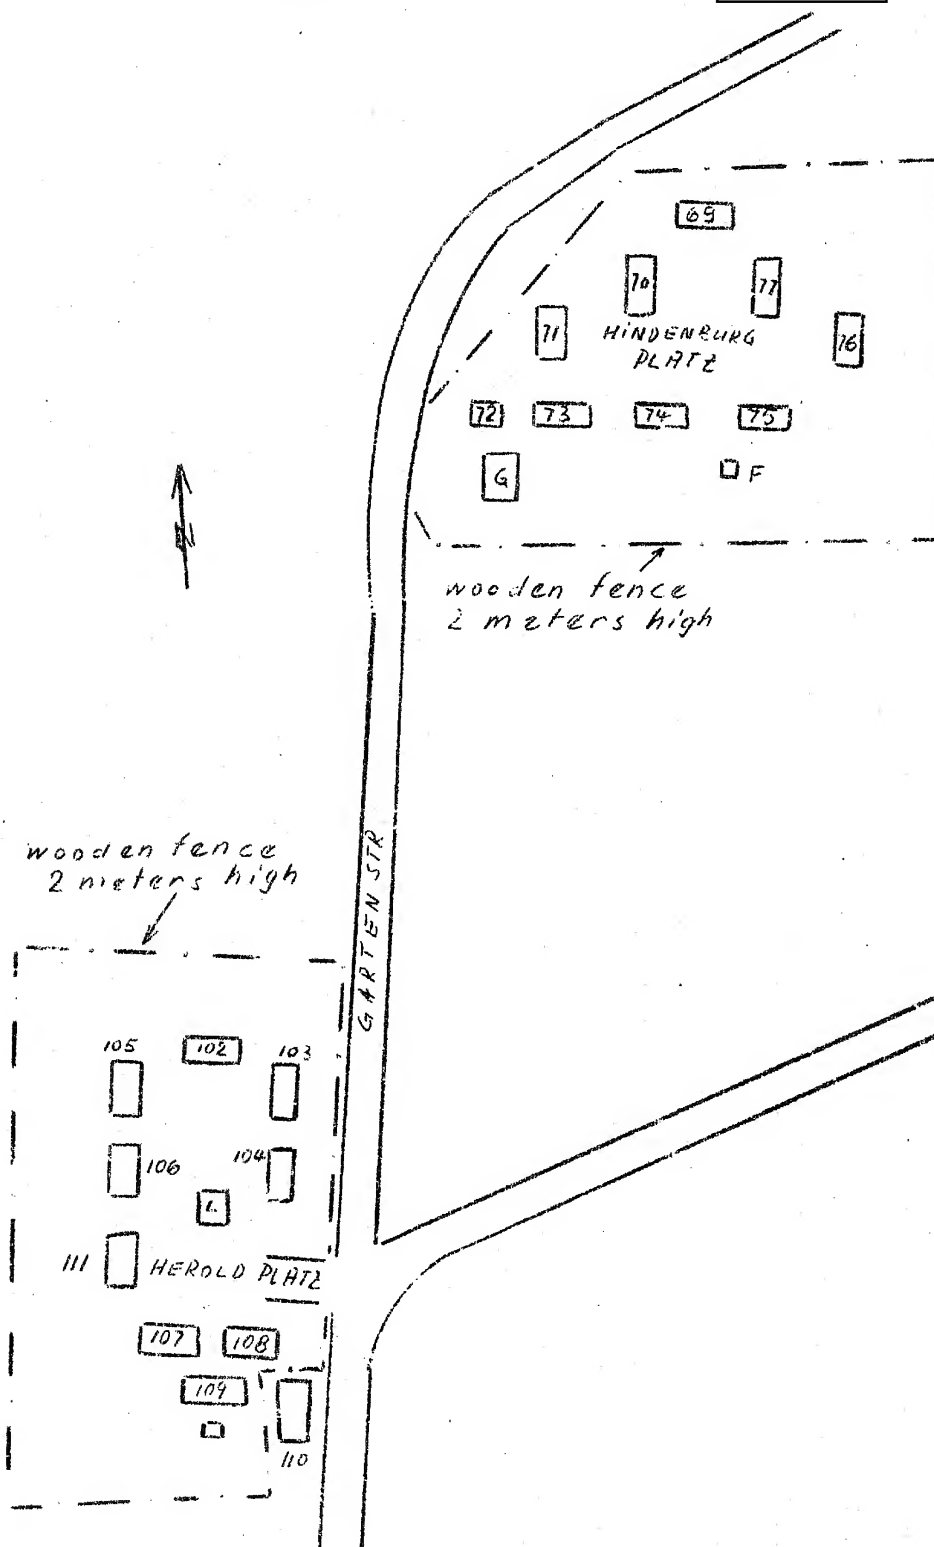 69
70
77
71
HINDENBURG
PLATZ
76
72
73
74
75
G
F
N
wooden fence
2 meters high
wooden fence
2 meters high
GARTEN STR
105
102
103
106
104
111
HEROLD PLATZ
107
108
109
110